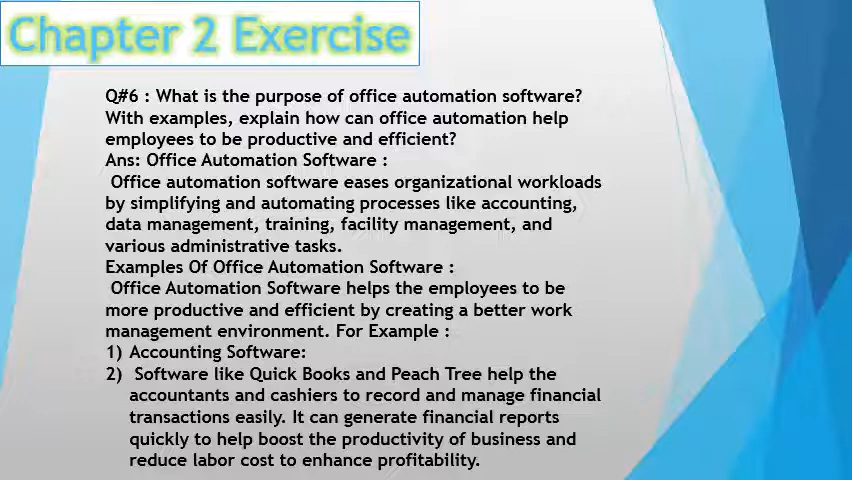 Chapter 2 Exercise
Q#6 : What is the purpose of office automation software?
With examples, explain how can office automation help
employees to be productive and efficient?
Ans: Office Automation Software :
Office automation software eases organizational workloads
by simplifying and automating processes like accounting,
data management, training, facility management, and
various administrative tasks.
Examples Of Office Automation Software :
Office Automation Software helps the employees to be
more productive and efficient by creating a better work
management environment. For Example :
1) Accounting Software:
2) Software like Quick Books and Peach Tree help the
accountants and cashiers to record and manage financial
transactions easily. It can generate financial reports
quickly to help boost the productivity of business and
reduce labor cost to enhance profitability.